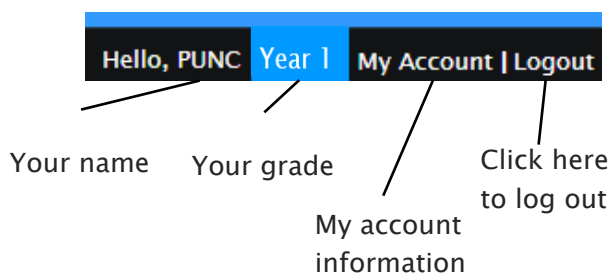 Hello, PUNC Year 1 My Account | Logout
Your name
Your grade
Click here
to log out
My account
information